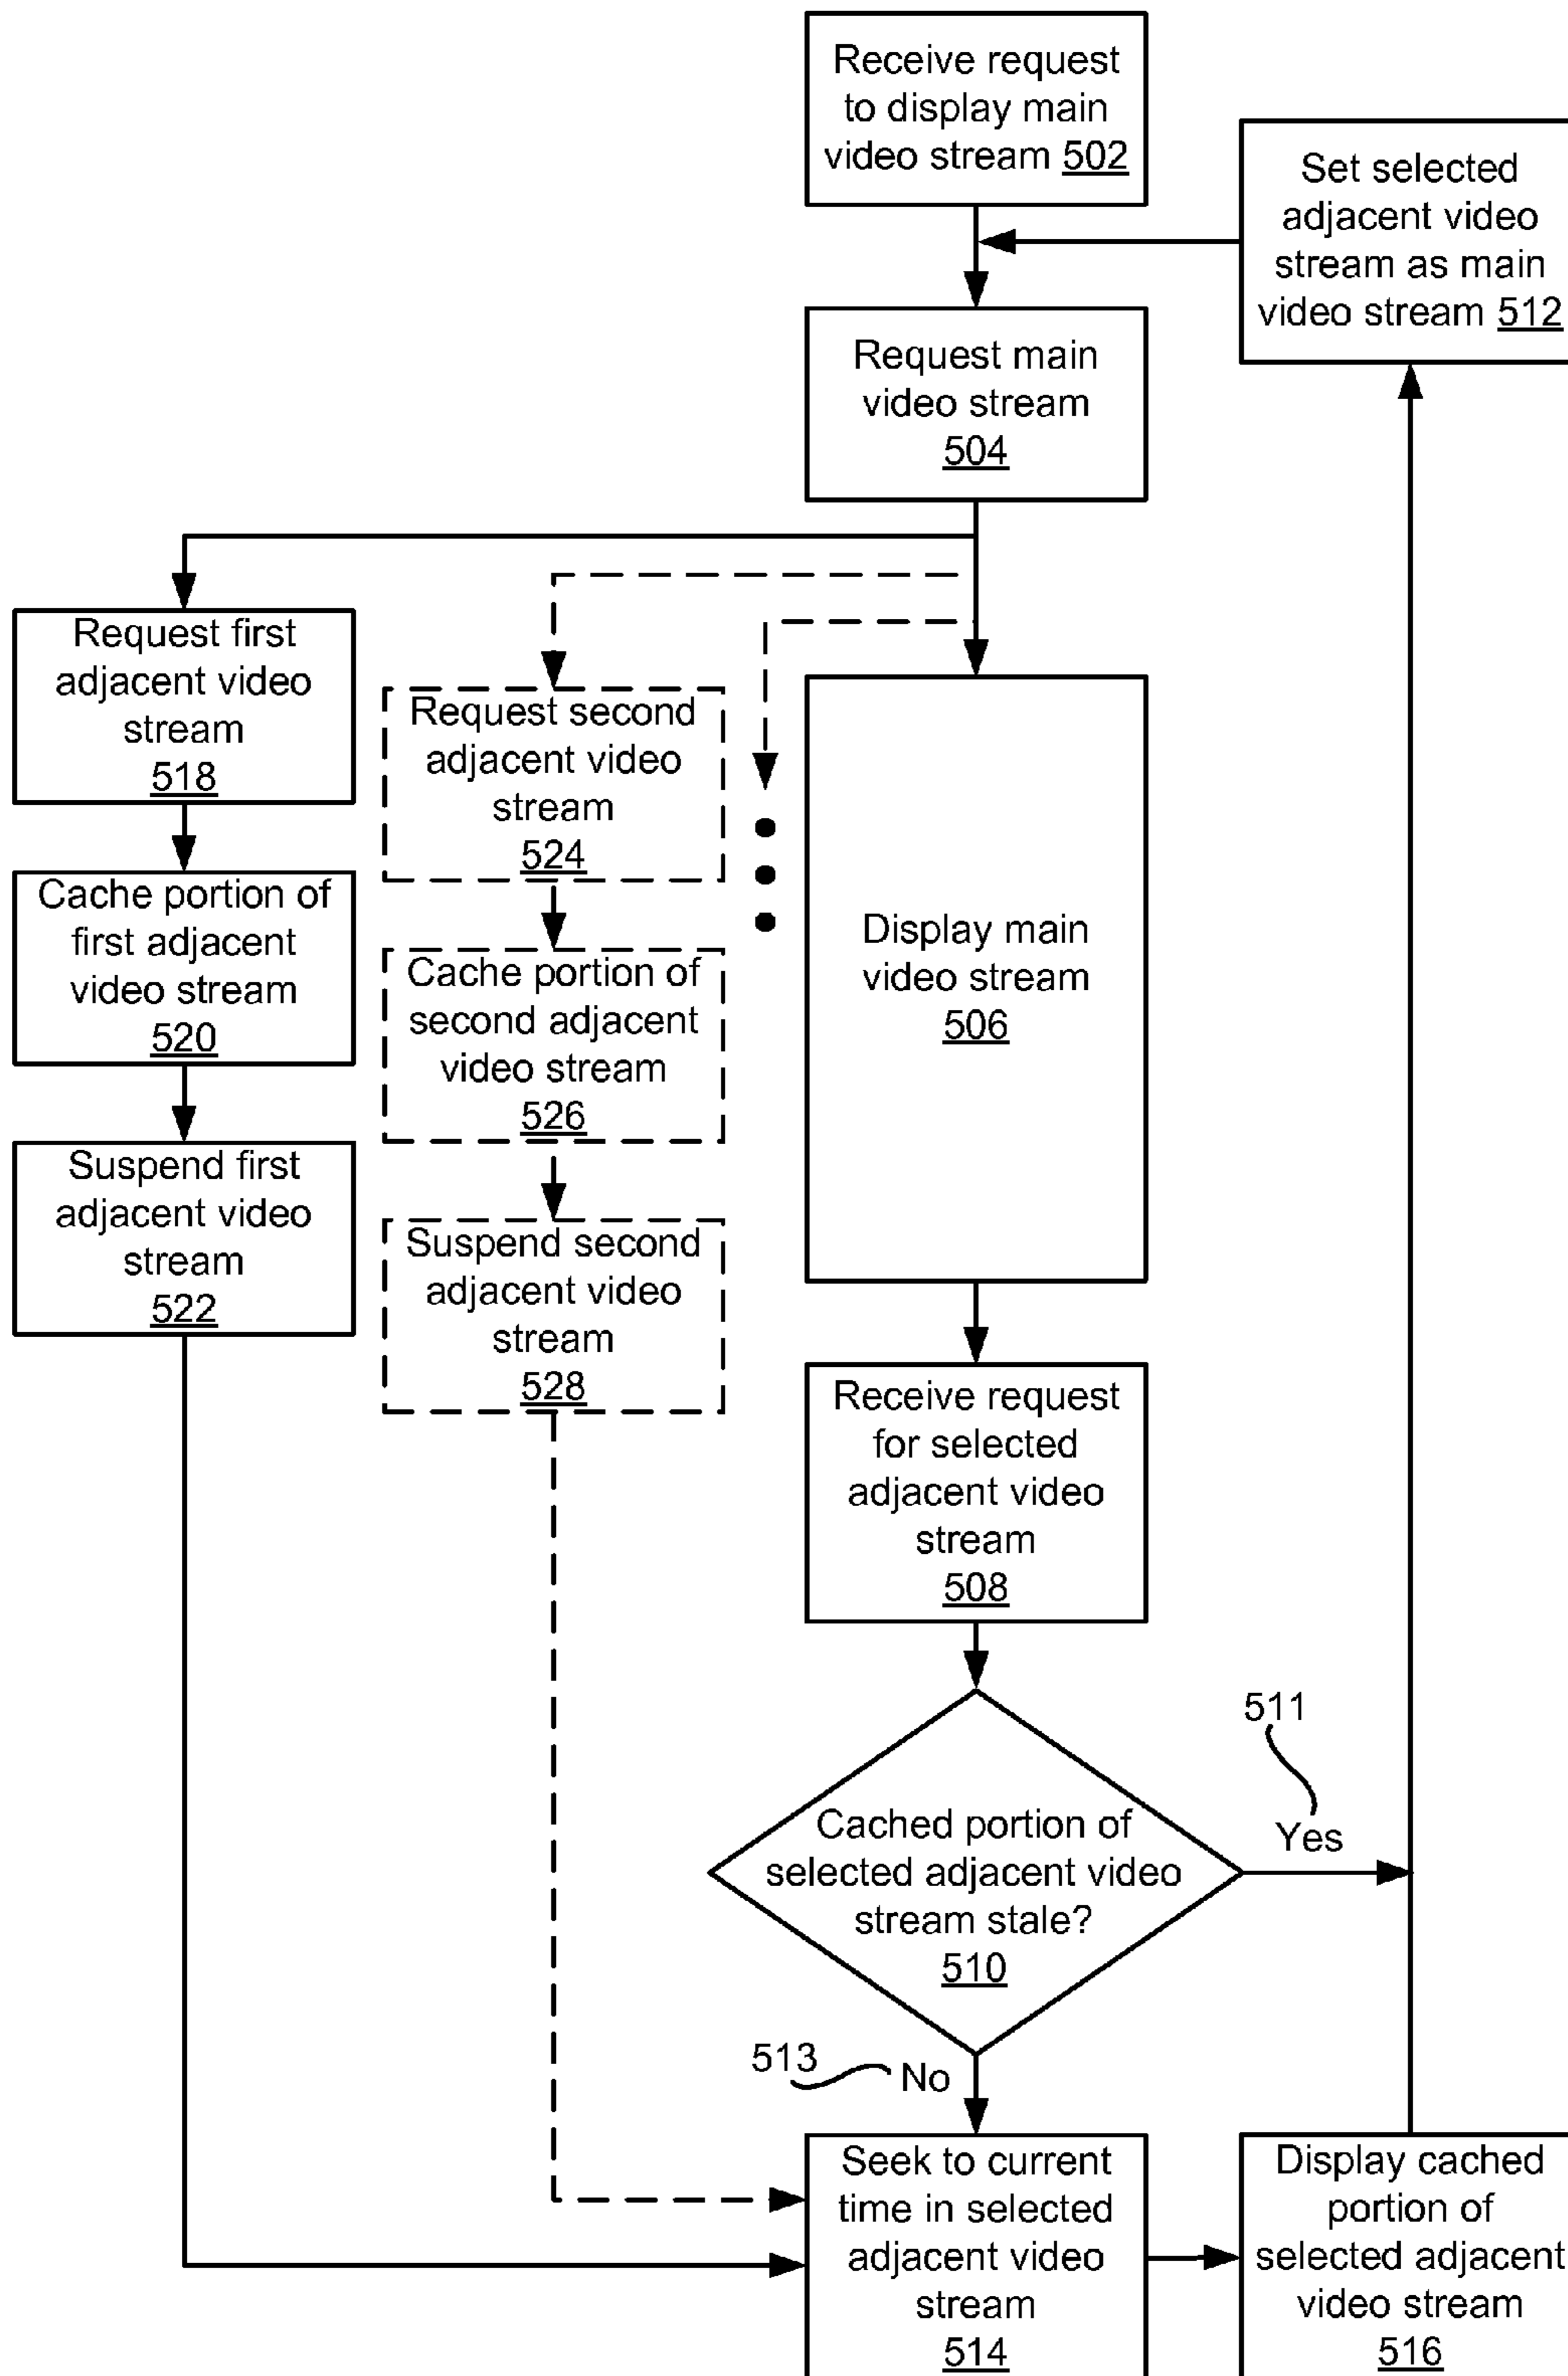 Receive request
to display main
video stream 502
Set selected
adjacent video
stream as main
video stream 512
Request main
video stream
504
Request first
adjacent video
stream
518
Request second
adjacent video
stream
524
Cache portion of
first adjacent
video stream
520
Display main
video stream
506
Cache portion of
second adjacent
video stream
526
Suspend first
adjacent video
stream
522
Suspend second
adjacent video
stream
528
Receive request
for selected
adjacent video
stream
508
511
Yes
Cached portion of
selected adjacent video
stream stale?
510
513
No
Seek to current
time in selected
adjacent video
stream
514
Display cached
portion of
selected adjacent
video stream
516